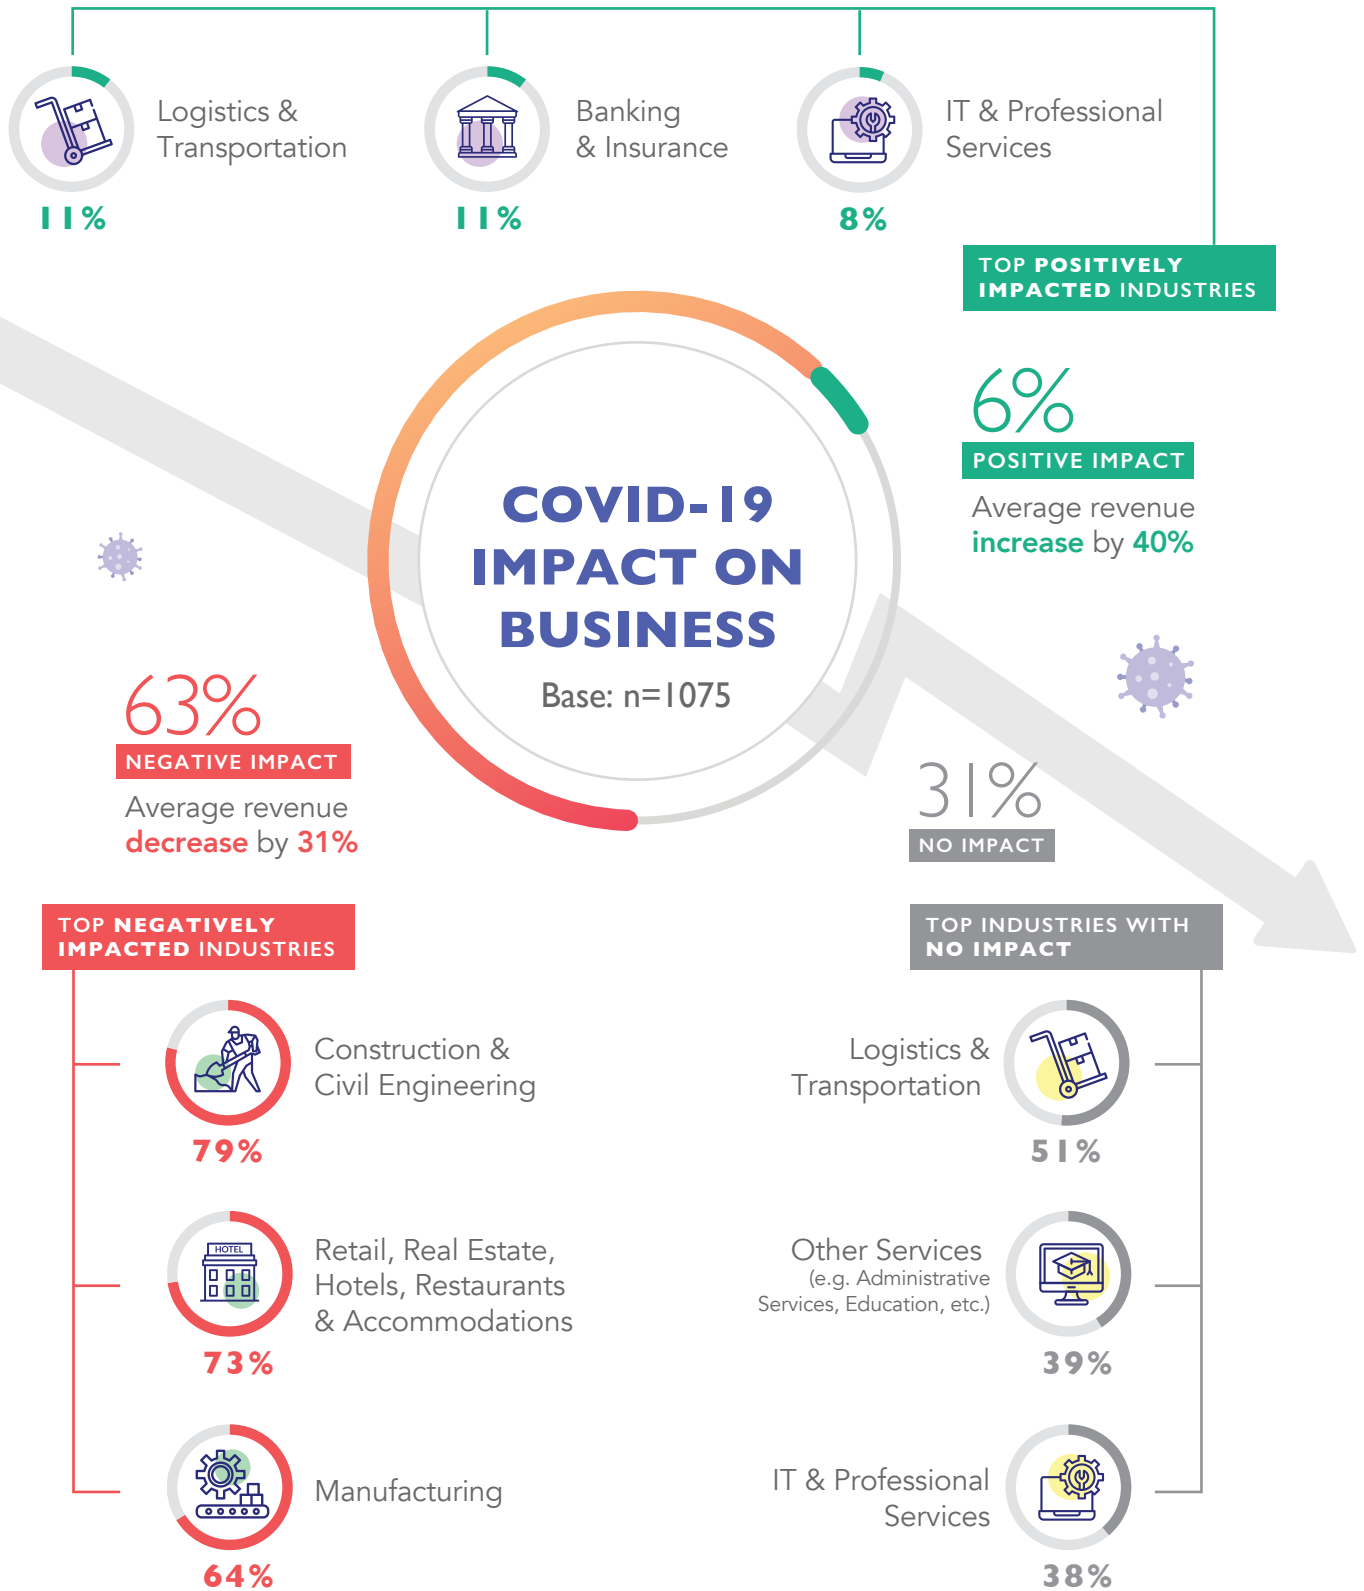 Logistics &
Transportation
11%
Banking
& Insurance
11%
IT & Professional
Services
8%
TOP POSITIVELY
IMPACTED INDUSTRIES
6%
POSITIVE IMPACT
Average revenue
increase by 40%
COVID-19
IMPACT ON
BUSINESS
Base: n=1075
63%
NEGATIVE IMPACT
Average revenue
decrease by 31%
31%
NO IMPACT
TOP NEGATIVELY
IMPACTED INDUSTRIES
Construction &
Civil Engineering
79%
HOTEL
Retail, Real Estate,
Hotels, Restaurants
& Accommodations
73%
Manufacturing
64%
TOP INDUSTRIES WITH
NO IMPACT
Logistics &
Transportation
51%
Other Services
(e.g. Administrative
Services, Education, etc.)
39%
IT & Professional
Services
38%